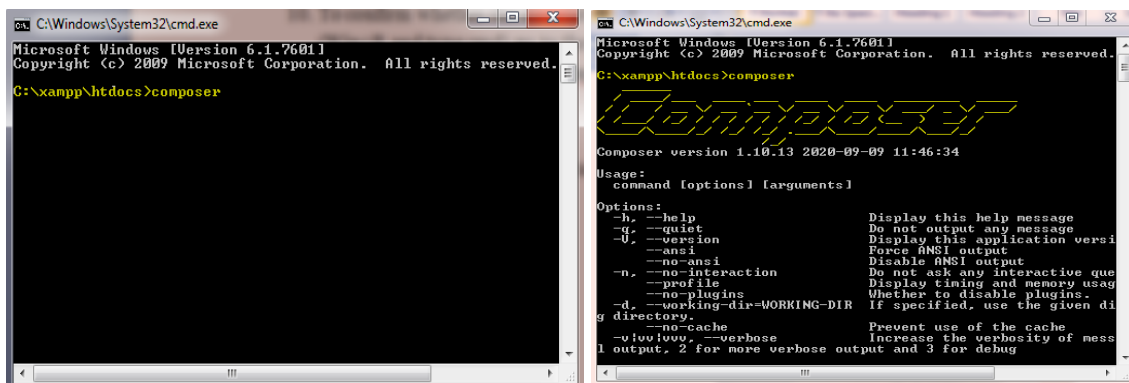 C:\Windows\System32\cmd.exe
Microsoft Windows [Version 6.1.7601]
Copyright (c) 2009 Microsoft Corporation.  All rights reserved.
C:\xampp\htdocs>composer
C:\Windows\System32\cmd.exe
Microsoft Windows [Version 6.1.7601]
Copyright (c) 2009 Microsoft Corporation.  All rights reserved.
C:\xampp\htdocs>composer
Composer
Composer version 1.10.13 2020-09-09 11:46:34
Usage:
command [options] [arguments]
Options:
-h, --help Display this help message
-q, --quiet Do not output any message
-V, --version Display this application versi
--ansi Force ANSI output
--no-ansi Disable ANSI output
-n, --no-interaction Do not ask any interactive que
--profile Display timing and memory usag
--no-plugins Whether to disable plugins.
-d, --working-dir=WORKING-DIR If specified, use the given di
g directory.
--no-cache Prevent use of the cache
-v|vv|vvv, --verbose Increase the verbosity of mess
l output, 2 for more verbose output and 3 for debug